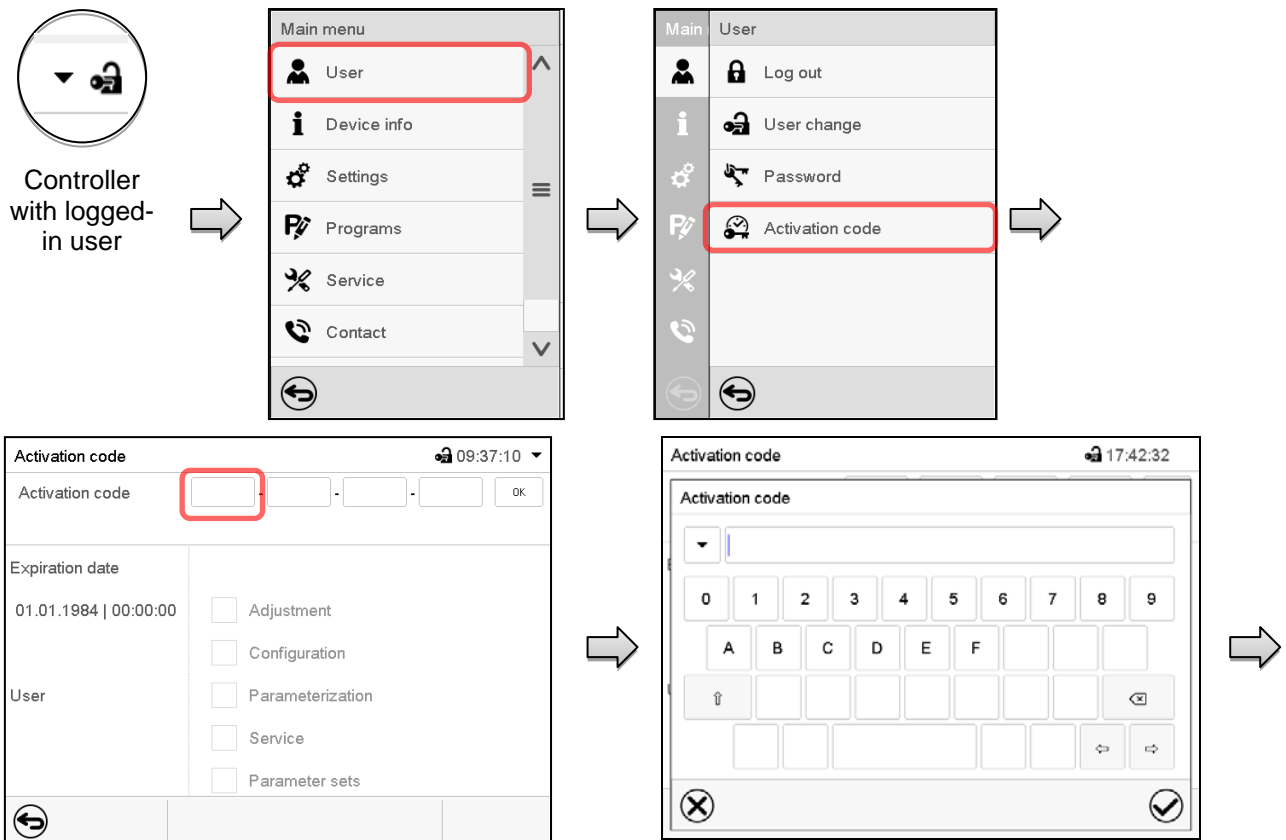 Controller
with logged-
in user
Main menu
User
Device info
Settings
Programs
Service
Contact
Main
User
Log out
User change
Password
Activation code
Activation code
09:37:10
Activation code
- - -
OK
Expiration date
01.01.1984 | 00:00:00
Adjustment
Configuration
User
Parameterization
Service
Parameter sets
Activation code
17:42:32
Activation code
0 1 2 3 4 5 6 7 8 9
A B C D E F